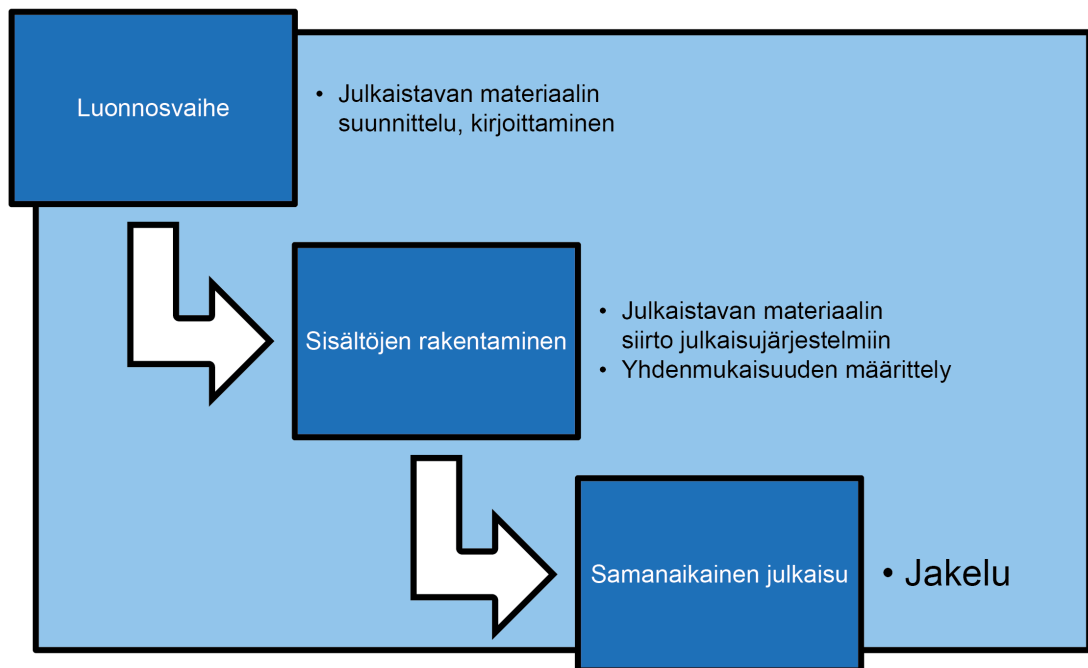 Luonnosvaihe
• Julkaistavan materiaalin
suunnittelu, kirjoittaminen
Sisältöjen rakentaminen
• Julkaistavan materiaalin
siirto julkaisujärjestelmiin
• Yhdenmukaisuuden määrittely
Samanaikainen julkaisu
• Jakelu